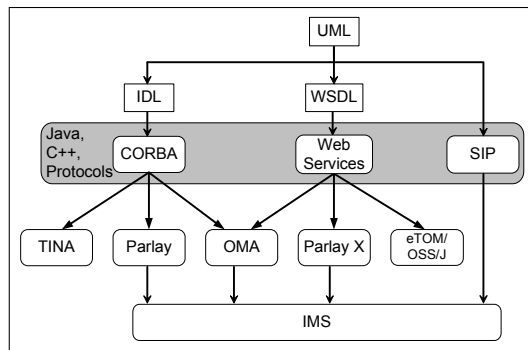 UML
IDL
WSDL
Java,
C++,
Protocols
CORBA
Web
Services
SIP
TINA
Parlay
OMA
Parlay X
eTOM/
OSS/J
IMS